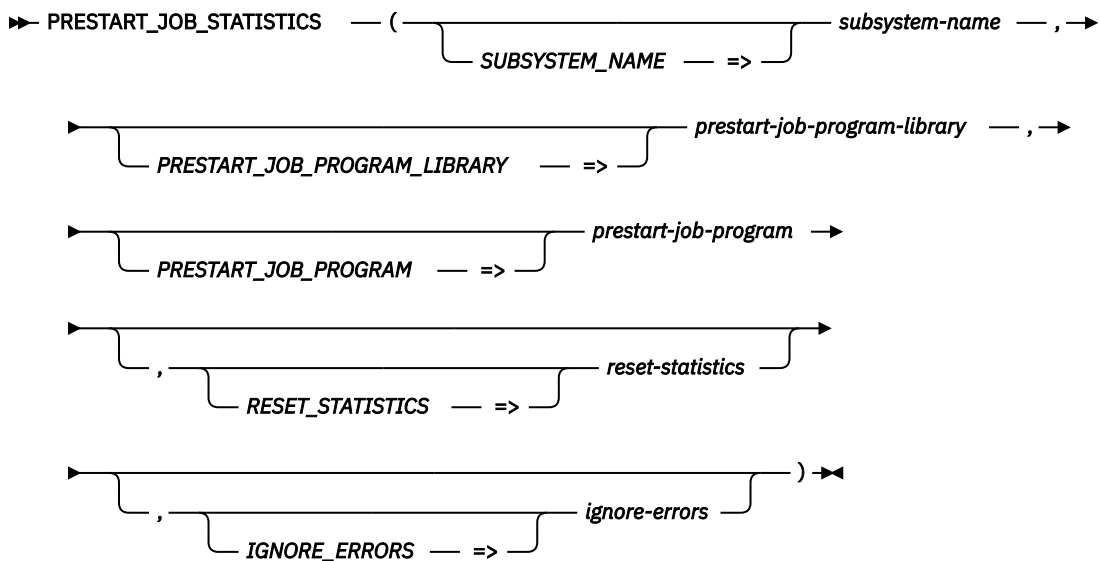 PRESTART_JOB_STATISTICS ( subsystem-name ,
SUBSYSTEM_NAME =>
prestart-job-program-library ,
PRESTART_JOB_PROGRAM_LIBRARY =>
prestart-job-program
PRESTART_JOB_PROGRAM =>
, reset-statistics
RESET_STATISTICS =>
)
, ignore-errors
IGNORE_ERRORS =>